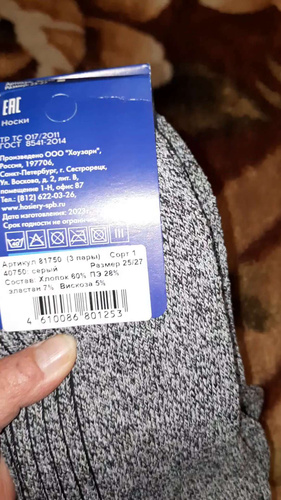 EAC
Носки
ТР ТС 017/2011
ГОСТ 8541-2014
Произведено ООО "Хоузари",
Россия, 197706,
Санкт-Петербург, г. Сестрорецк,
Ул. Воскова, д. 2, лит. В,
помещение 1-Н, офис 87
Тел.: (812) 622-03-26,
www.hosiery-spb.ru
Дата изготовления: 2023
Срок годности не
Артикул 81750 (3 пары) Сорт 1
40750: серый Размер 25/27
Состав: Хлопок 60% ПЭ 28%
эластан 7% Вискоза 5%
4 610086 801253